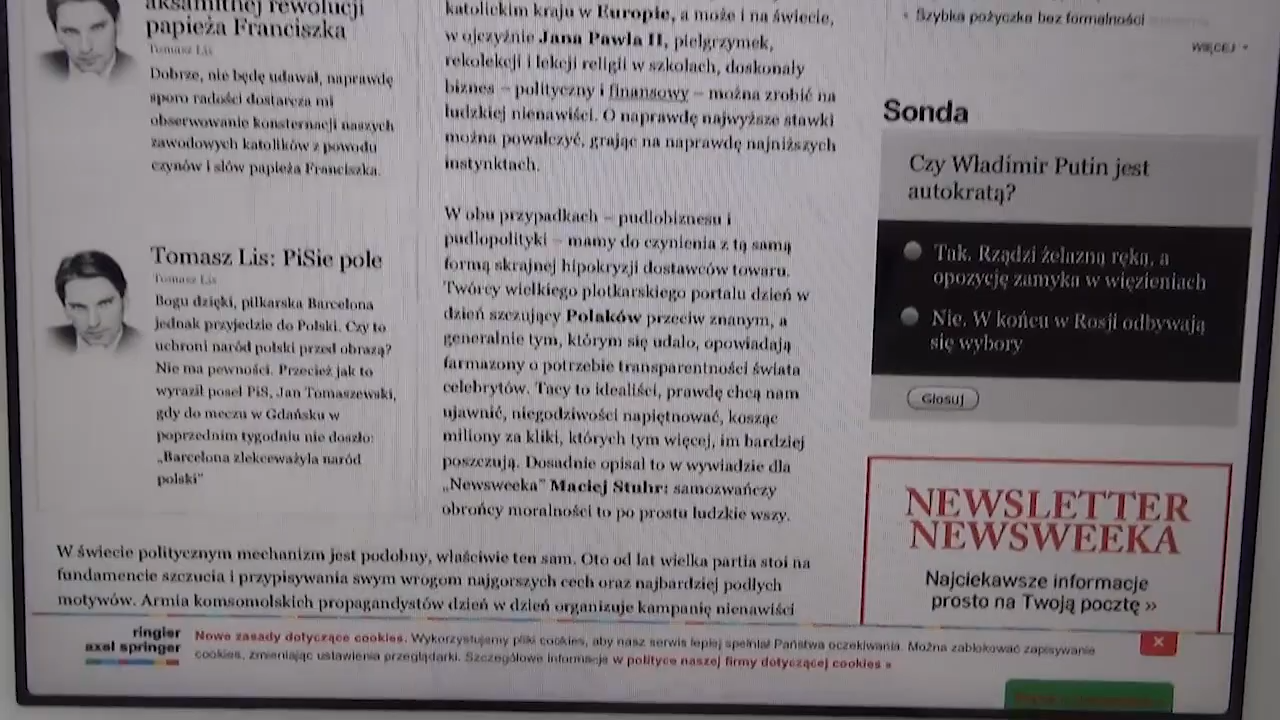 aksamitnej rewolucji
papieża Franciszka
Tomasz Lis
Dobrze, nie będę udawał, naprawdę
sporo radości dostarcza mi
obserwowanie konsternacji naszych
zawodowych katolików z powodu
czynów i słów papieża Franciszka.
Tomasz Lis: PiSie pole
Tomasz Lis
Bogu dzięki, piłkarska Barcelona
jednak przyjedzie do Polski. Czy to
uchroni naród polski przed obrazą?
Nie ma pewności. Przecież jak to
wyraził poseł PiS, Jan Tomaszewski,
gdy do meczu w Gdańsku w
poprzednim tygodniu nie doszło:
„Barcelona zlekceważyła naród
polski"
katolickim kraju w Europie, a może i na świecie,
w ojczyźnie Jana Pawła II, pielgrzymek,
rekolekcji i lekcji religii w szkołach, doskonały
biznes – polityczny i finansowy – można zrobić na
ludzkiej nienawiści. O naprawdę najwyższe stawki
można powalczyć, grając na naprawdę najniższych
instynktach.
W obu przypadkach – pudlobiznesu i
pudlopolityki – mamy do czynienia z tą samą
formą skrajnej hipokryzji dostawców towaru.
Twórcy wielkiego plotkarskiego portalu dzień w
dzień szczujący Polaków przeciw znanym, a
generalnie tym, którym się udało, opowiadają
farmazony o potrzebie transparentności świata
celebrytów. Tacy to idealiści, prawdę chcą nam
ujawnić, niegodziwości napiętnować, kosząc
miliony za kliki, których tym więcej, im bardziej
poszczują. Dosadnie opisał to w wywiadzie dla
„Newsweeka" Maciej Stuhr: samozwańczy
obrońcy moralności to po prostu ludzkie wszy.
W świecie politycznym mechanizm jest podobny, właściwie ten sam. Oto od lat wielka partia stoi na
fundamencie szczucia i przypisywania swym wrogom najgorszych cech oraz najbardziej podłych
motywów. Armia komsomolskich propagandystów dzień w dzień organizuje kampanię nienawiści
Szybka pożyczka bez formalności
WIĘCEJ
Sonda
Czy Władimir Putin jest
autokratą?
Tak. Rządzi żelazną ręką, a
opozycję zamyka w więzieniach
Nie. W końcu w Rosji odbywają
się wybory
Głosuj
NEWSLETTER
NEWSWEEKA
Najciekawsze informacje
prosto na Twoją pocztę »
ringier
axel springer
Nowe zasady dotyczące cookies. Wykorzystujemy pliki cookies, aby nasz serwis lepiej spełniał Państwa oczekiwania. Można zablokować zapisywanie
cookies, zmieniając ustawienia przeglądarki. Szczegółowe informacje w polityce naszej firmy dotyczącej cookies »